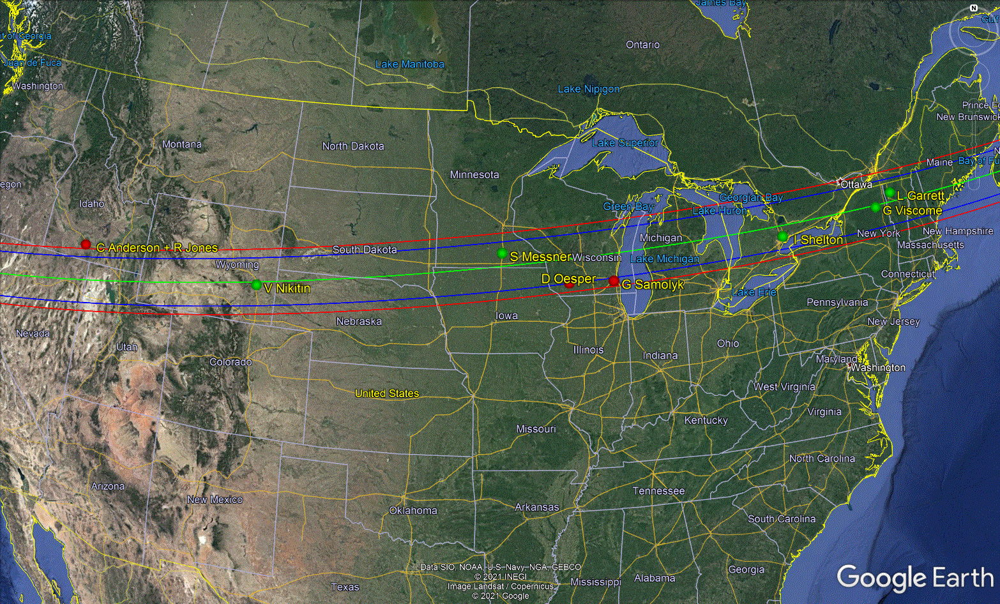 James Bay
N
Gulf
it of Georgia
Ontario
Juan de Fuca
Lake Manitoba
Washington
Lake Nipigon
Prince E
New Brunswick
Montana
North Dakota
Lake Superior
N
Maine
Bay of Fu
Minnesota
egon
Ottawa
Idaho
Georgian Bay
L Garrett
Green Bay
Lake Huron
G Viscome
New Hampshire
New York
Michigan
I Shelton
Massachusetts
C Anderson + R Jones
South Dakota
S Messner
Wisconsin
Lake Michigan
Wyoming
Connecticut
D Oesper
G Samolyk
V Nikitin
Lake Erie
Pennsylvania
Iowa
Nebraska
New Jersey
Nevada
Utah
Illinois
Indiana
Ohio
Maryland
Colorado
Washington
United States
West Virginia
Virginia
Kentucky
Missouri
North Carolina
Arizona
New Mexico
Tennessee
Oklahoma
Arkansas
South Carolina
Data SIO, NOAA, U.S. Navy, NGA, GEBCO
© 2021 INEGI
Image Landsat / Copernicus
© 2021 Google
Georgia
Alabama
Mississippi
Texas
Google Earth